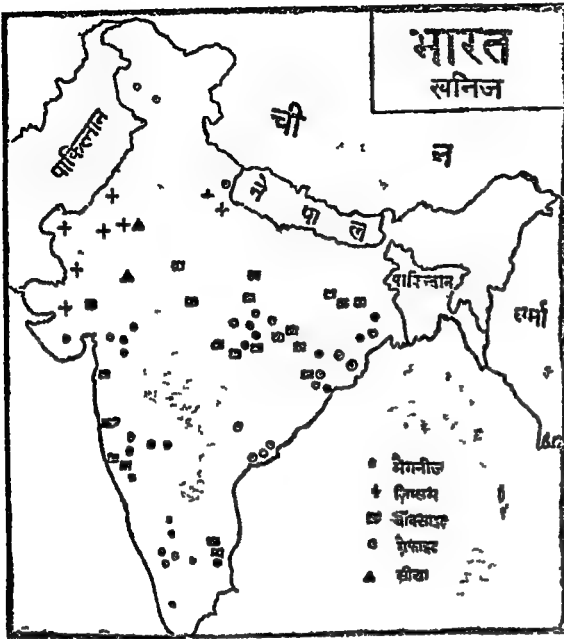 भारत
खनिज
पाकिस्तान
ची
न
ने
पा
ल
पाकिस्तान
बर्मा
मैंगनीज
जिप्सम
बॉक्साइट
ग्रेफाइट
सीसा